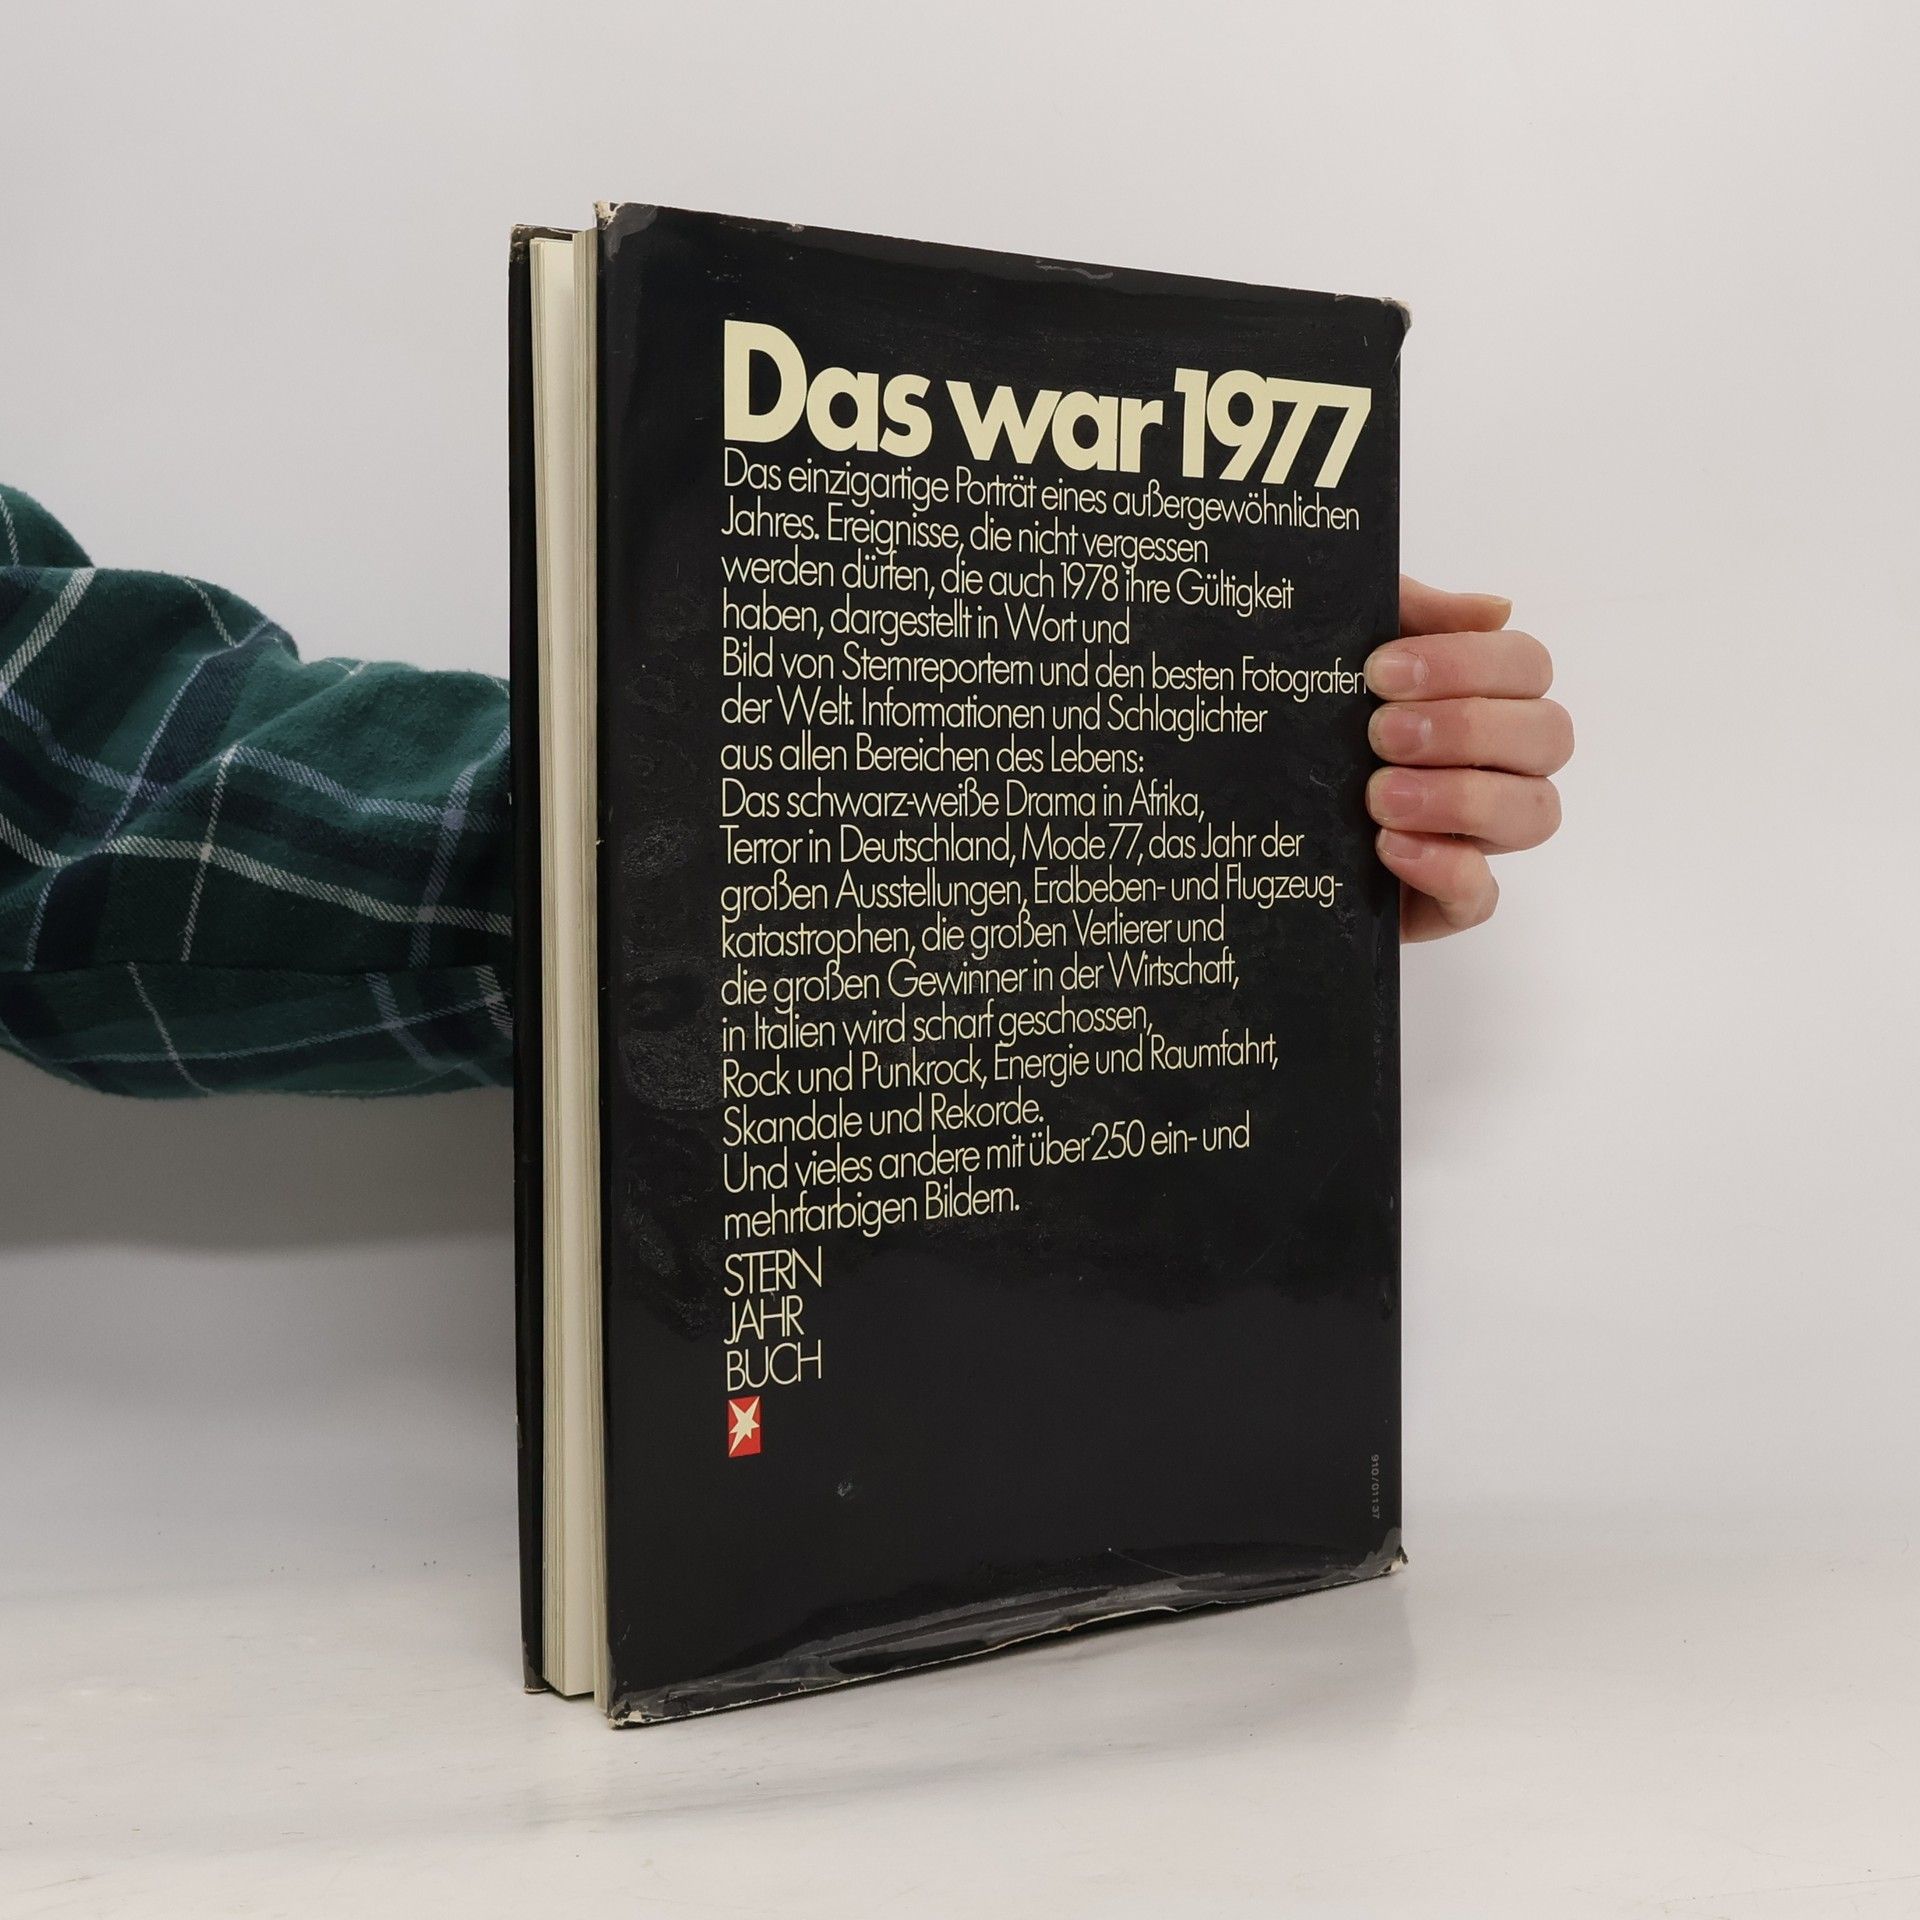 Das war 1977
Das einzigartige Porträt eines außergewöhnlichen
Jahres. Ereignisse, die nicht vergessen
werden dürfen, die auch 1978 ihre Gültigkeit
haben, dargestellt in Wort und
Bild von Sternreportern und den besten Fotografen
der Welt. Informationen und Schlaglichter
aus allen Bereichen des Lebens:
Das schwarz-weiße Drama in Afrika,
Terror in Deutschland, Mode 77, das Jahr der
großen Ausstellungen, Erdbeben- und Flugzeug-
katastrophen, die großen Verlierer und
die großen Gewinner in der Wirtschaft,
in Italien wird scharf geschossen,
Rock und Punkrock, Energie und Raumfahrt,
Skandale und Rekorde.
Und vieles andere mit über 250 ein- und
mehrfarbigen Bildern.
STERN
JAHR
BUCH
910/01137